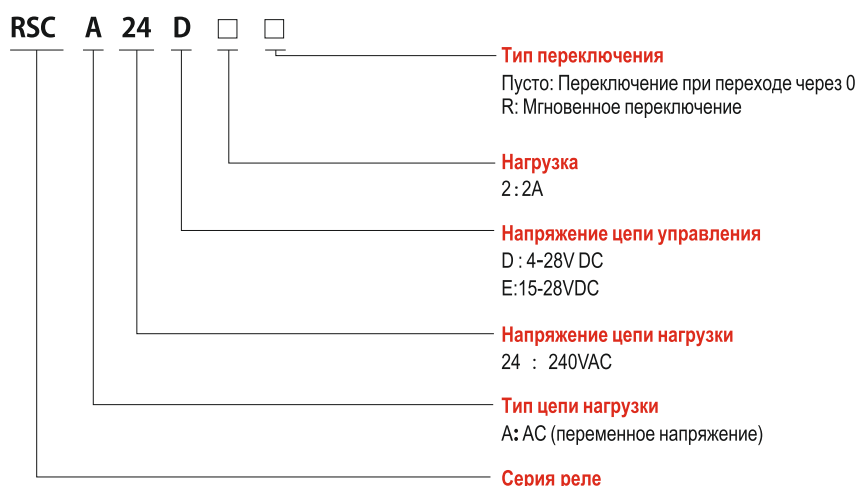 RSC A 24 D □ □
Тип переключения
Пусто: Переключение при переходе через 0
R: Мгновенное переключение
Нагрузка
2 : 2A
Напряжение цепи управления
D : 4-28V DC
E:15-28VDC
Напряжение цепи нагрузки
24 : 240VAC
Тип цепи нагрузки
A: AC (переменное напряжение)
Серия реле